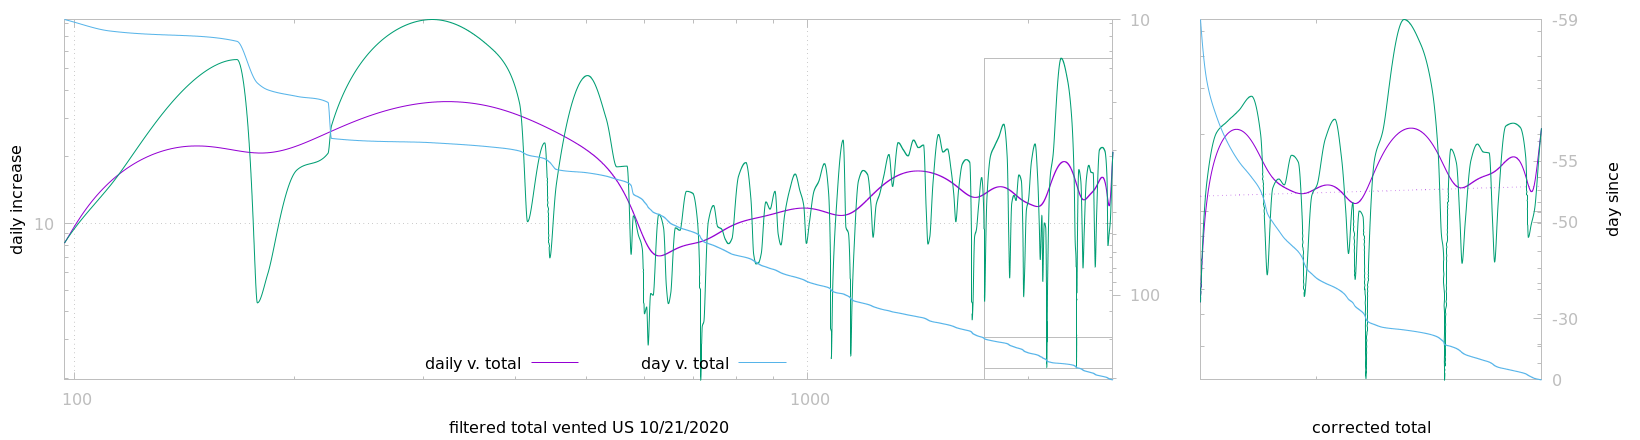 10
-59
daily increase
10
daily v. total
day v. total
100
-55
-50
-30
0
day since
100
1000
filtered total vented US 10/21/2020
corrected total